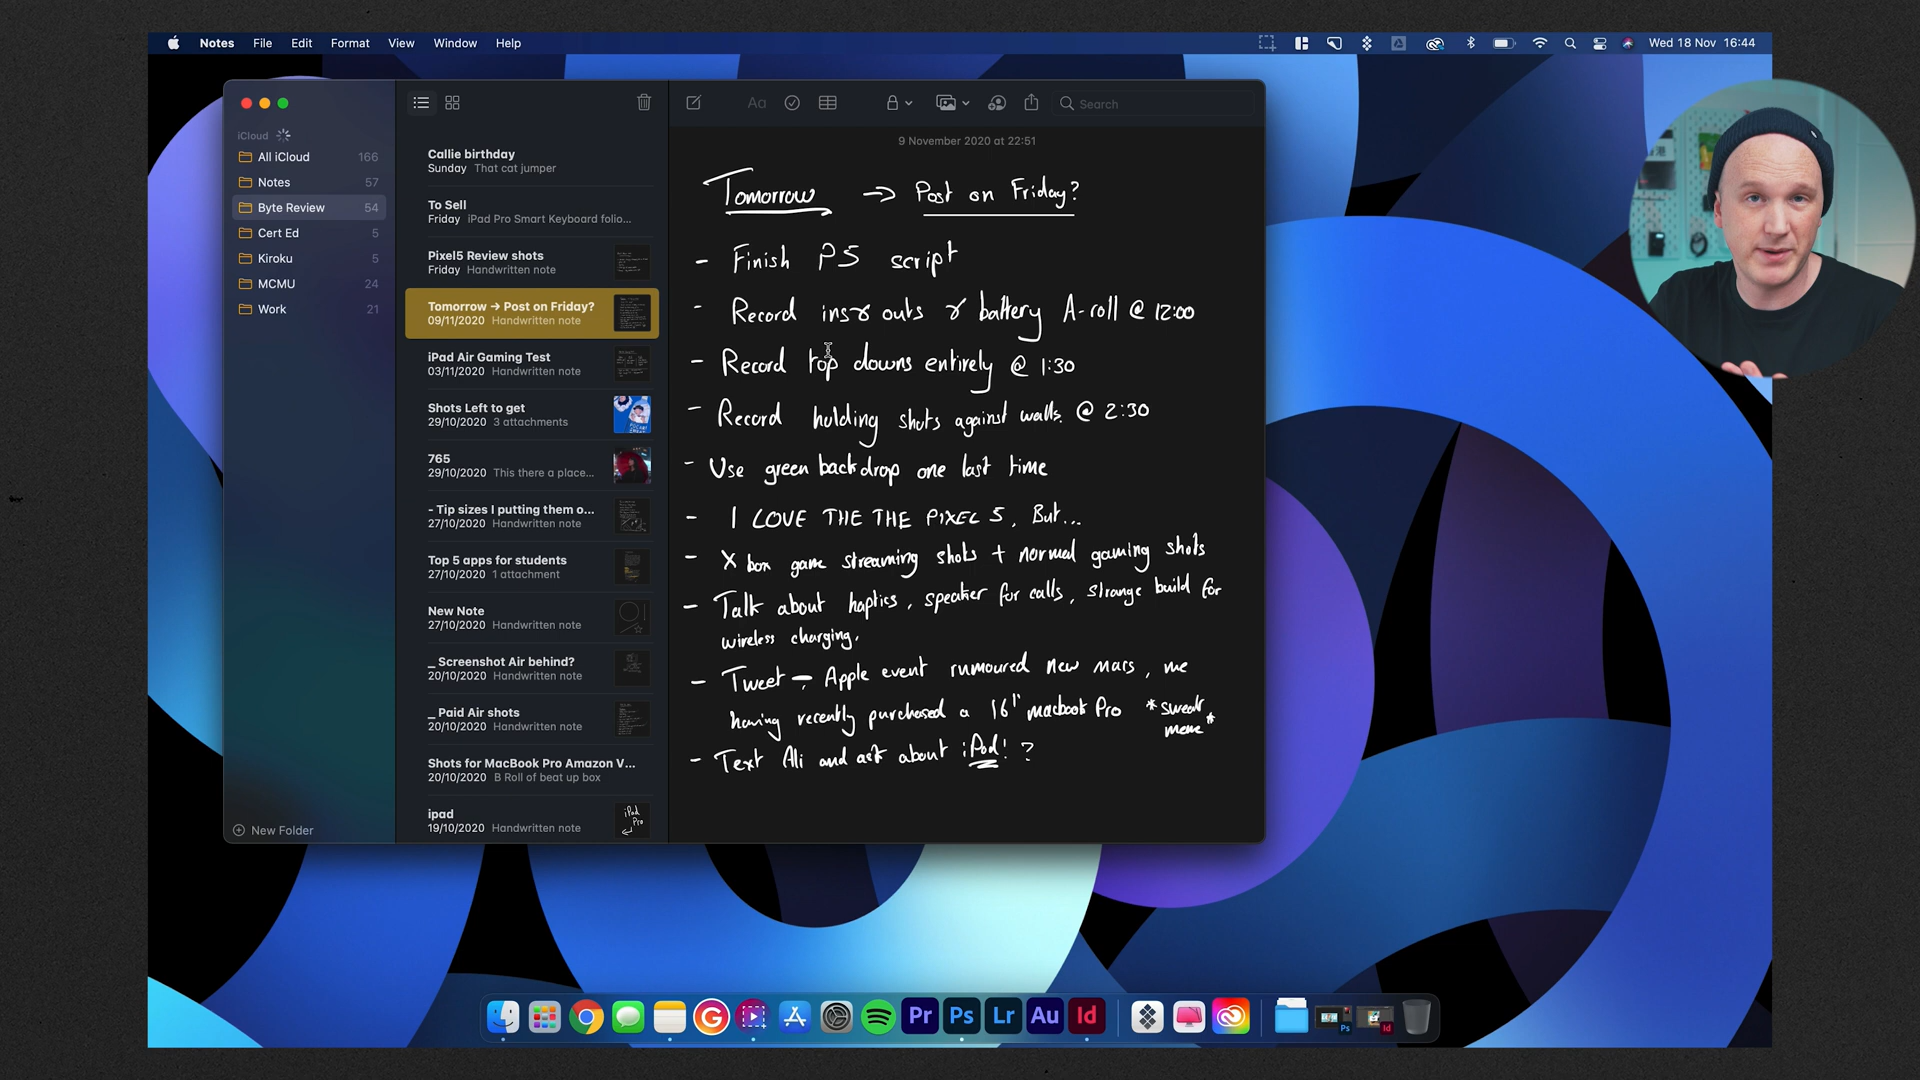 Notes File Edit Format View Window Help
Wed 18 Nov 16:44
iCloud
All iCloud 166
Notes 57
Byte Review 54
Cert Ed 5
Kiroku 5
MCMU 24
Work 21
New Folder
Callie birthday
Sunday That cat jumper
To Sell
Friday iPad Pro Smart Keyboard folio...
Pixel5 Review shots
Friday Handwritten note
Tomorrow → Post on Friday?
09/11/2020 Handwritten note
iPad Air Gaming Test
03/11/2020 Handwritten note
Shots Left to get
29/10/2020 3 attachments
765
29/10/2020 This there a place...
- Tip sizes I putting them o...
27/10/2020 Handwritten note
Top 5 apps for students
27/10/2020 1 attachment
New Note
27/10/2020 Handwritten note
_ Screenshot Air behind?
20/10/2020 Handwritten note
_ Paid Air shots
20/10/2020 Handwritten note
Shots for MacBook Pro Amazon V...
20/10/2020 B Roll of beat up box
ipad
19/10/2020 Handwritten note
iPad
Pro
Aa
Search
9 November 2020 at 22:51
Tomorrow → Post on Friday?
- Finish P5 script
- Record ins & outs & battery A-roll @ 12:00
- Record top downs entirely @ 1:30
- Record holding shots against walls. @ 2:30
- Use green backdrop one last time
- I LOVE THE THE PIXEL 5, But...
- Xbox game streaming shots + normal gaming shots
- Talk about haptics, speaker for calls, strange build for
wireless charging.
- Tweet - Apple event rumoured new macs, me
having recently purchased a 16" macbook Pro *sweat
meme*
- Text Ali and ask about iPad! ?
Pr Ps Lr Au Id
Ps Id